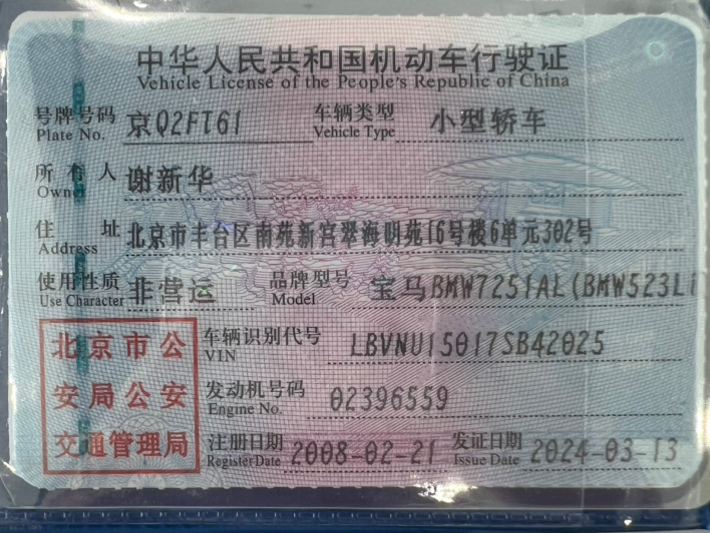 中华人民共和国机动车行驶证
Vehicle License of the People's Republic of China
号牌号码 京Q2FT61 车辆类型 小型轿车
Plate No. Vehicle Type
所有人 谢新华
Owner
住址 北京市丰台区南苑新宫翠海明苑16号楼6单元302号
Address
使用性质 非营运 品牌型号 宝马BMW7251AL(BMW523Li
Use Character Model
北京市公安局公安交通管理局
车辆识别代号 LBVNU15017SB42025
VIN
发动机号码 02396559
Engine No.
注册日期 2008-02-21 发证日期 2024-03-13
Register Date Issue Date